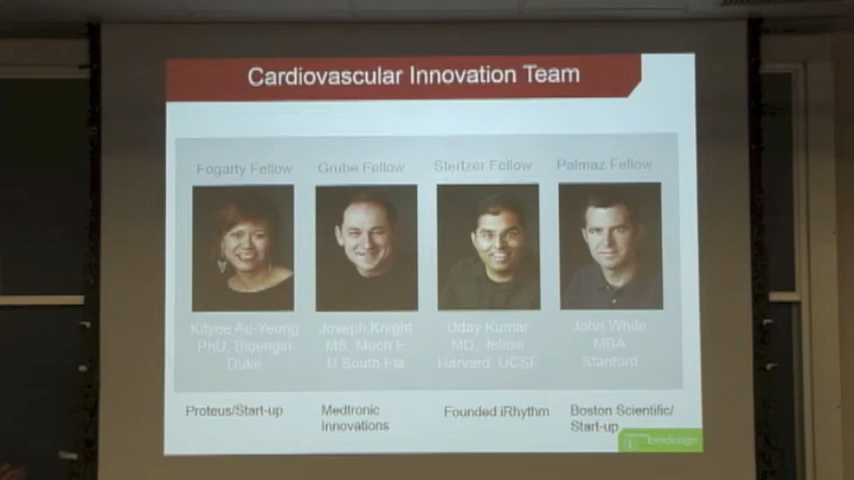 Cardiovascular Innovation Team
Fogarty Fellow
Grube Fellow
Stertzer Fellow
Palmaz Fellow
Kityee Au-Yeung
PhD, Bioengin
Duke
Joseph Knight
MS, Mech E
U South Fla
Uday Kumar
MD, fellow
Harvard, UCSF
John White
MBA
Stanford
Proteus/Start-up
Medtronic
Innovations
Founded iRhythm
Boston Scientific/
Start-up
biodesign